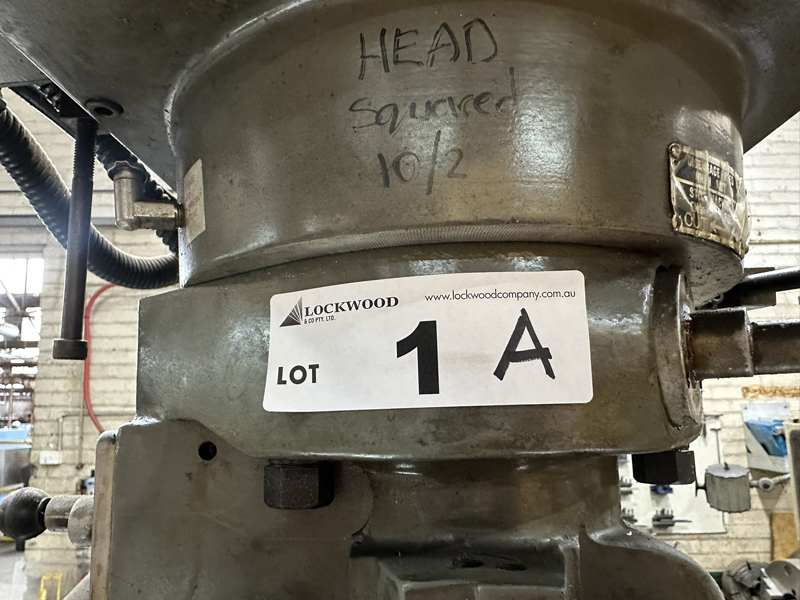 HEAD
Squared
10/2
LOCKWOOD
& CO PTY. LTD.
www.lockwoodcompany.com.au
LOT
1 A